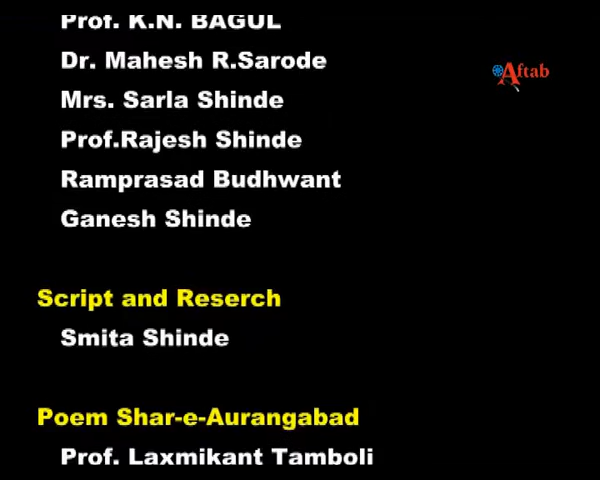 Prof. K.N. BAGUL
Dr. Mahesh R.Sarode
Aftab
Mrs. Sarla Shinde
Prof.Rajesh Shinde
Ramprasad Budhwant
Ganesh Shinde
Script and Reserch
Smita Shinde
Poem Shar-e-Aurangabad
Prof. Laxmikant Tamboli